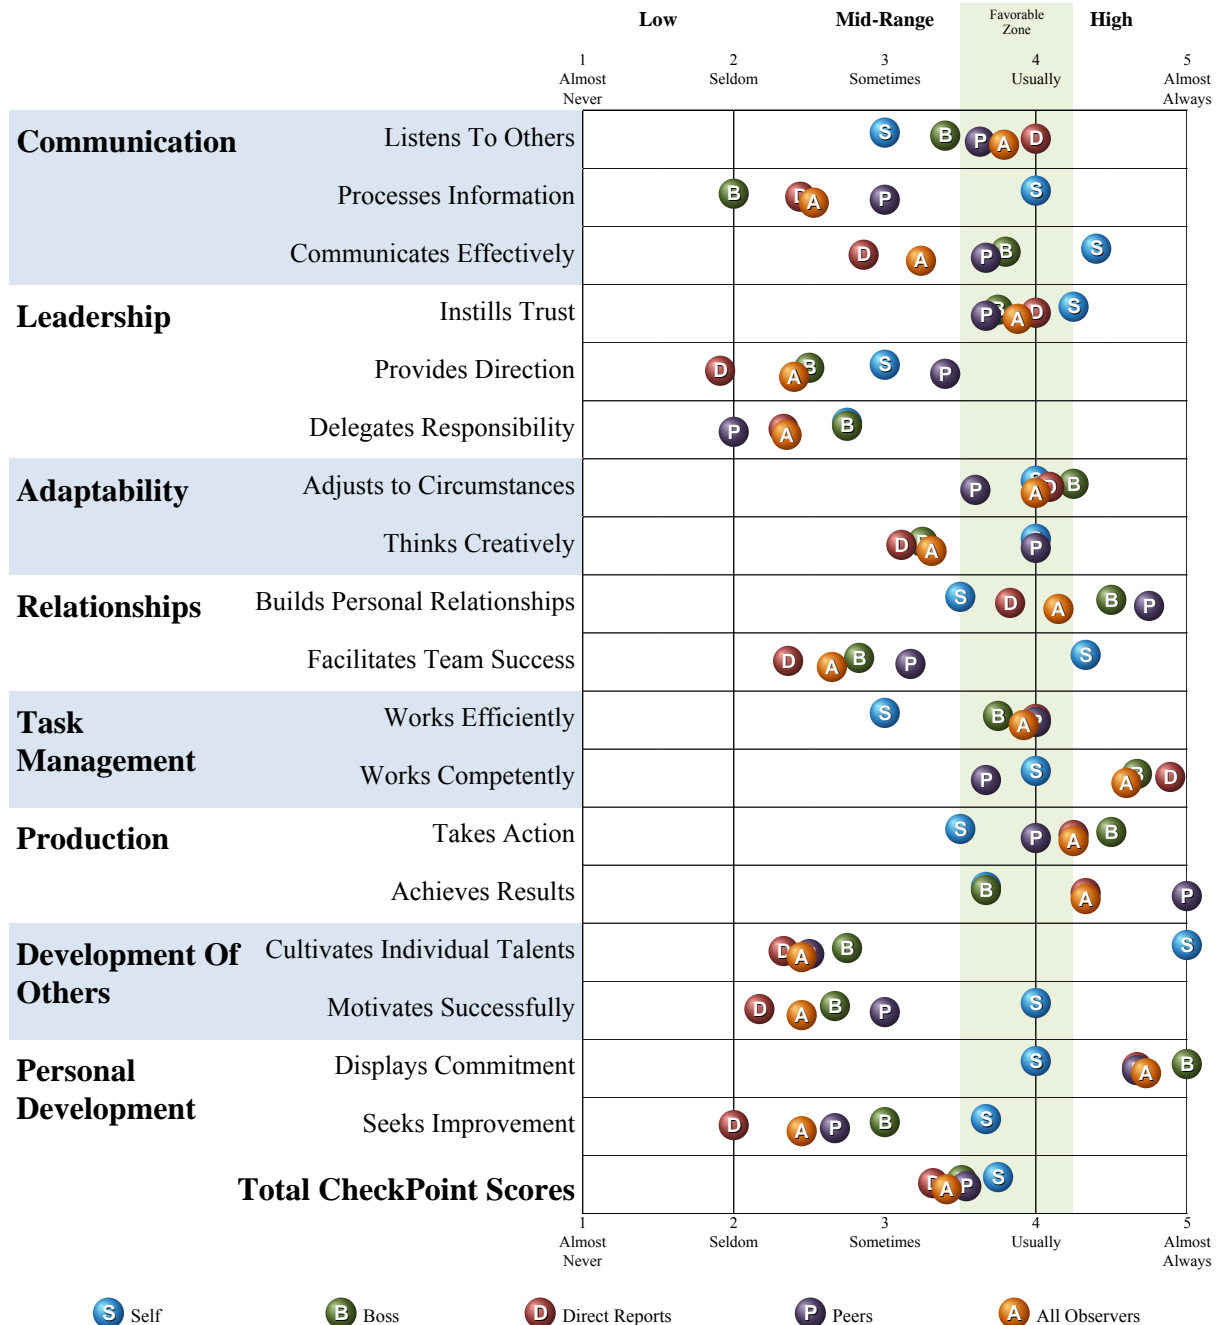 Low Mid-Range Favorable Zone High
1 2 3 4 5
Almost Never Seldom Sometimes Usually Almost Always
Communication
Listens To Others S B P A D
Processes Information B D A P S
Communicates Effectively D A P B S
Leadership
Instills Trust P B A D S
Provides Direction D A B S P
Delegates Responsibility P A B
Adaptability
Adjusts to Circumstances P S A D B
Thinks Creatively D A P
Relationships
Builds Personal Relationships S D A B P
Facilitates Team Success D A B P S
Task
Management
Works Efficiently S B A P
Works Competently P S A B D
Production
Takes Action S P A B
Achieves Results B A P
Development Of
Others
Cultivates Individual Talents D A B S
Motivates Successfully D A B P S
Personal
Development
Displays Commitment S A B
Seeks Improvement D A P B S
Total CheckPoint Scores D A P S
1 2 3 4 5
Almost Never Seldom Sometimes Usually Almost Always
S Self B Boss D Direct Reports P Peers A All Observers